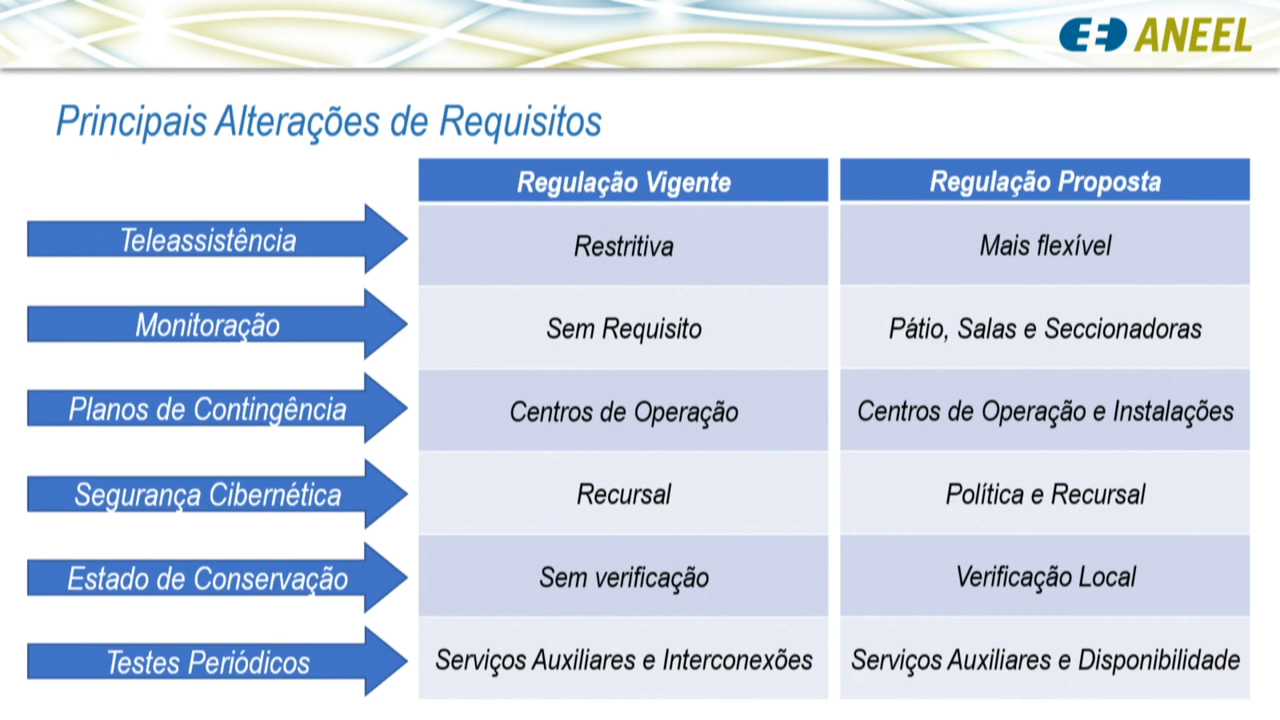 ANEEL
Principais Alterações de Requisitos
Regulação Vigente
Regulação Proposta
Teleassistência
Restritiva
Mais flexível
Monitoração
Sem Requisito
Pátio, Salas e Seccionadoras
Planos de Contingência
Centros de Operação
Centros de Operação e Instalações
Segurança Cibernética
Recursal
Política e Recursal
Estado de Conservação
Sem verificação
Verificação Local
Testes Periódicos
Serviços Auxiliares e Interconexões
Serviços Auxiliares e Disponibilidade